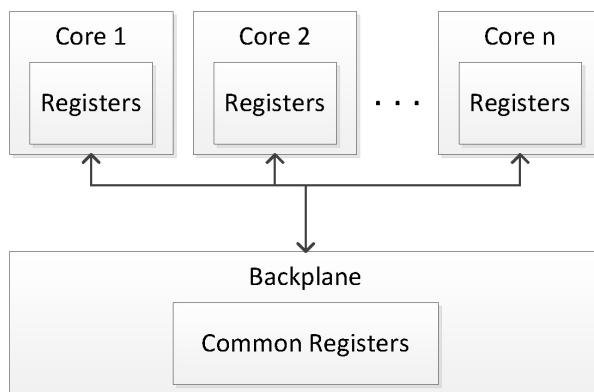 Core 1
Core 2
Core n
Registers
Registers
. . .
Registers
Backplane
Common Registers